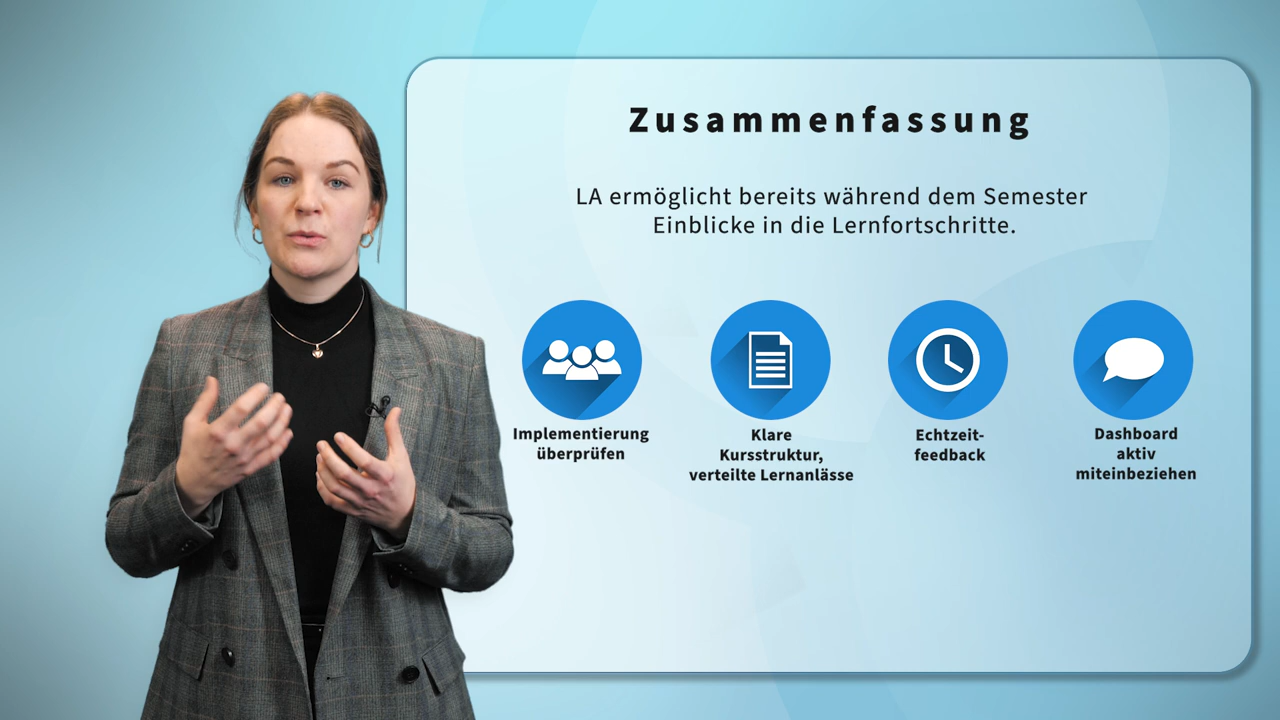 Zusammenfassung
LA ermöglicht bereits während dem Semester
Einblicke in die Lernfortschritte.
Implementierung
überprüfen
Klare
Kursstruktur,
verteilte Lernanlässe
Echtzeit-
feedback
Dashboard
aktiv
miteinbeziehen